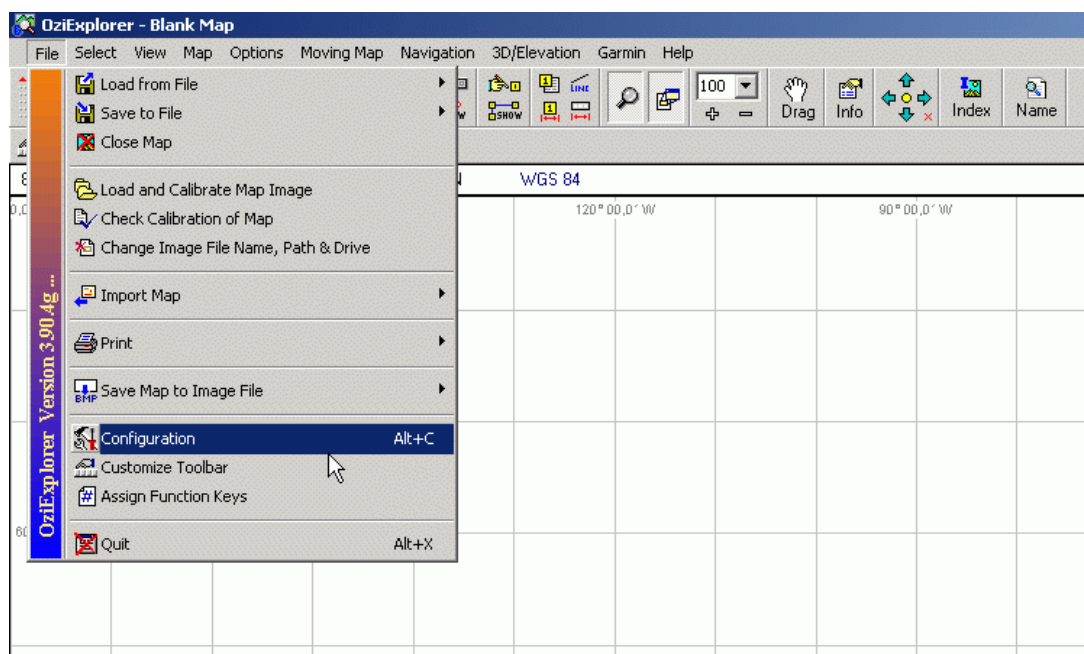 OziExplorer - Blank Map
File Select View Map Options Moving Map Navigation 3D/Elevation Garmin Help
Load from File
Save to File
Close Map
Load and Calibrate Map Image
Check Calibration of Map
Change Image File Name, Path & Drive
Import Map
Print
Save Map to Image File
Configuration Alt+C
Customize Toolbar
Assign Function Keys
Quit Alt+X
OziExplorer Version 3.90.4g ...
SHOW LINE 100 Drag Info Index Name
WGS 84
120°00,0' W 90°00,0' W
BMP